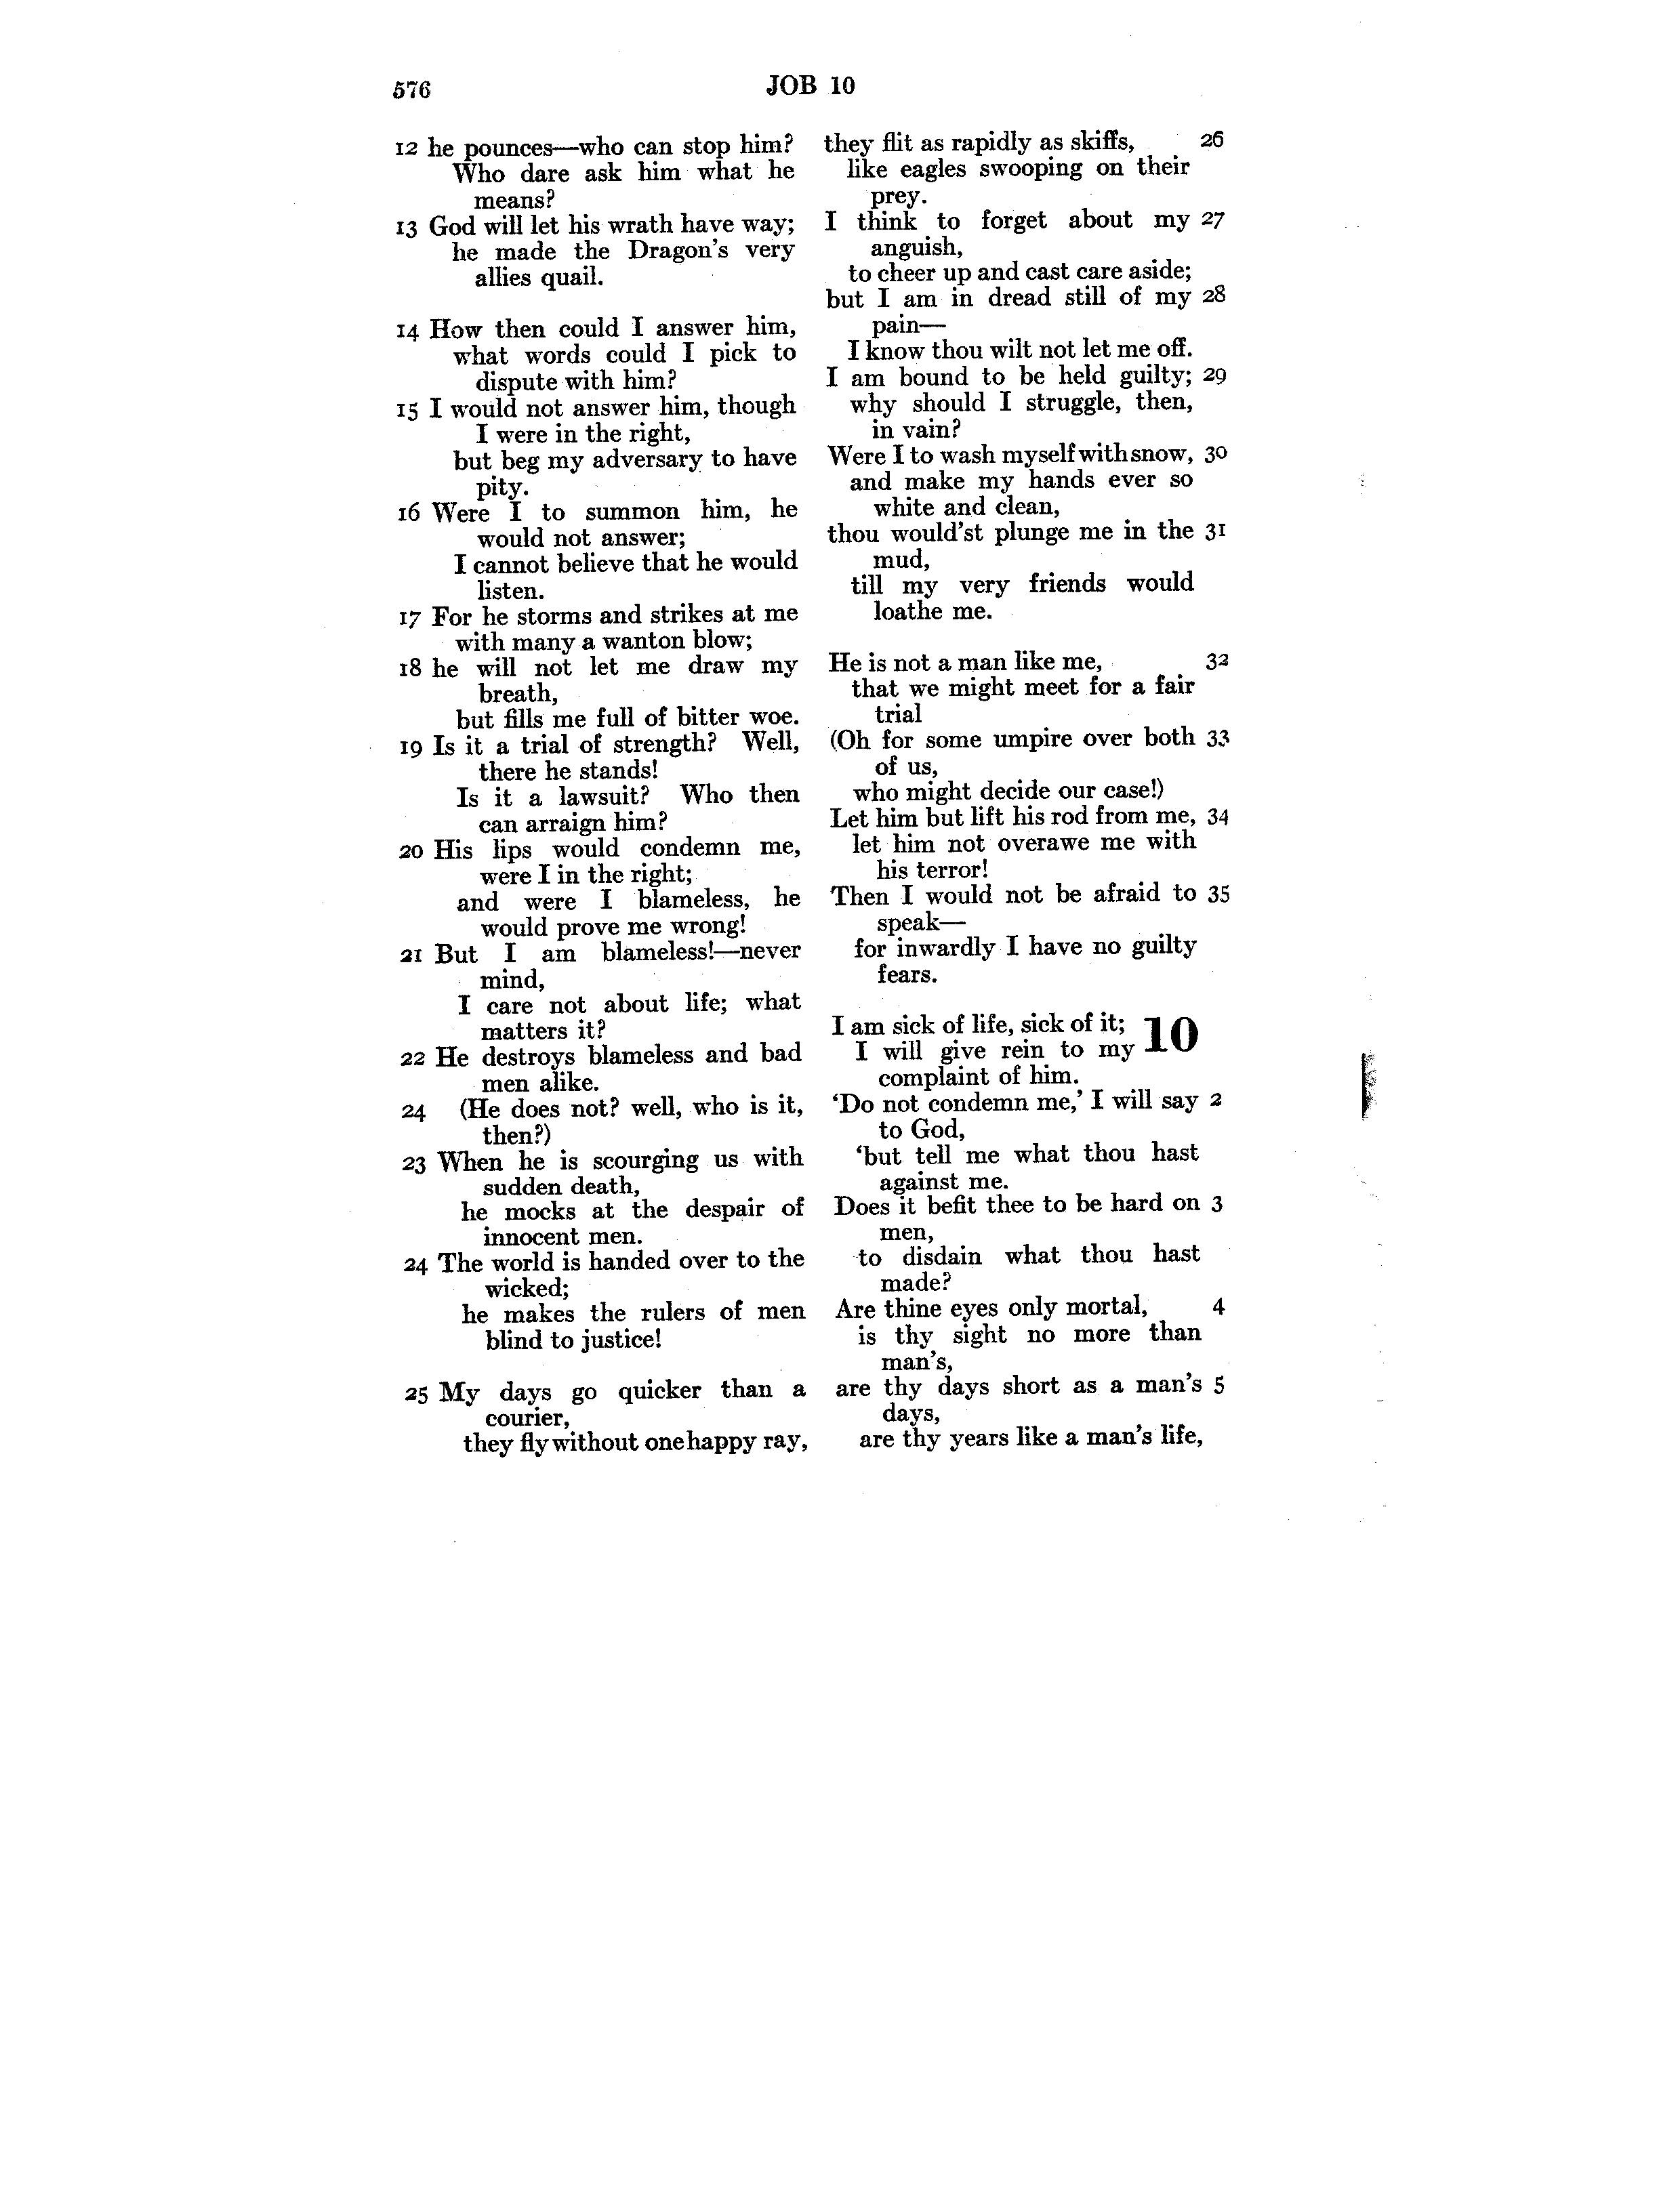 576
JOB 10
12 he pounces—who can stop him?
Who dare ask him what he
means?
13 God will let his wrath have way;
he made the Dragon's very
allies quail.
14 How then could I answer him,
what words could I pick to
dispute with him?
15 I would not answer him, though
I were in the right,
but beg my adversary to have
pity.
16 Were I to summon him, he
would not answer;
I cannot believe that he would
listen.
17 For he storms and strikes at me
with many a wanton blow;
18 he will not let me draw my
breath,
but fills me full of bitter woe.
19 Is it a trial of strength? Well,
there he stands!
Is it a lawsuit? Who then
can arraign him?
20 His lips would condemn me,
were I in the right;
and were I blameless, he
would prove me wrong!
21 But I am blameless!—never
mind,
I care not about life; what
matters it?
22 He destroys blameless and bad
men alike.
24 (He does not? well, who is it,
then?)
23 When he is scourging us with
sudden death,
he mocks at the despair of
innocent men.
24 The world is handed over to the
wicked;
he makes the rulers of men
blind to justice!
25 My days go quicker than a
courier,
they fly without one happy ray,
they flit as rapidly as skiffs, 26
like eagles swooping on their
prey.
I think to forget about my 27
anguish,
to cheer up and cast care aside;
but I am in dread still of my 28
pain—
I know thou wilt not let me off.
I am bound to be held guilty; 29
why should I struggle, then,
in vain?
Were I to wash myself with snow, 30
and make my hands ever so
white and clean,
thou would'st plunge me in the 31
mud,
till my very friends would
loathe me.
He is not a man like me, 32
that we might meet for a fair
trial
(Oh for some umpire over both 33
of us,
who might decide our case!)
Let him but lift his rod from me, 34
let him not overawe me with
his terror!
Then I would not be afraid to 35
speak—
for inwardly I have no guilty
fears.
I am sick of life, sick of it; 10
I will give rein to my
complaint of him.
‘Do not condemn me,’ I will say 2
to God,
‘but tell me what thou hast
against me.
Does it befit thee to be hard on 3
men,
to disdain what thou hast
made?
Are thine eyes only mortal, 4
is thy sight no more than
man's,
are thy days short as a man's 5
days,
are thy years like a man's life,